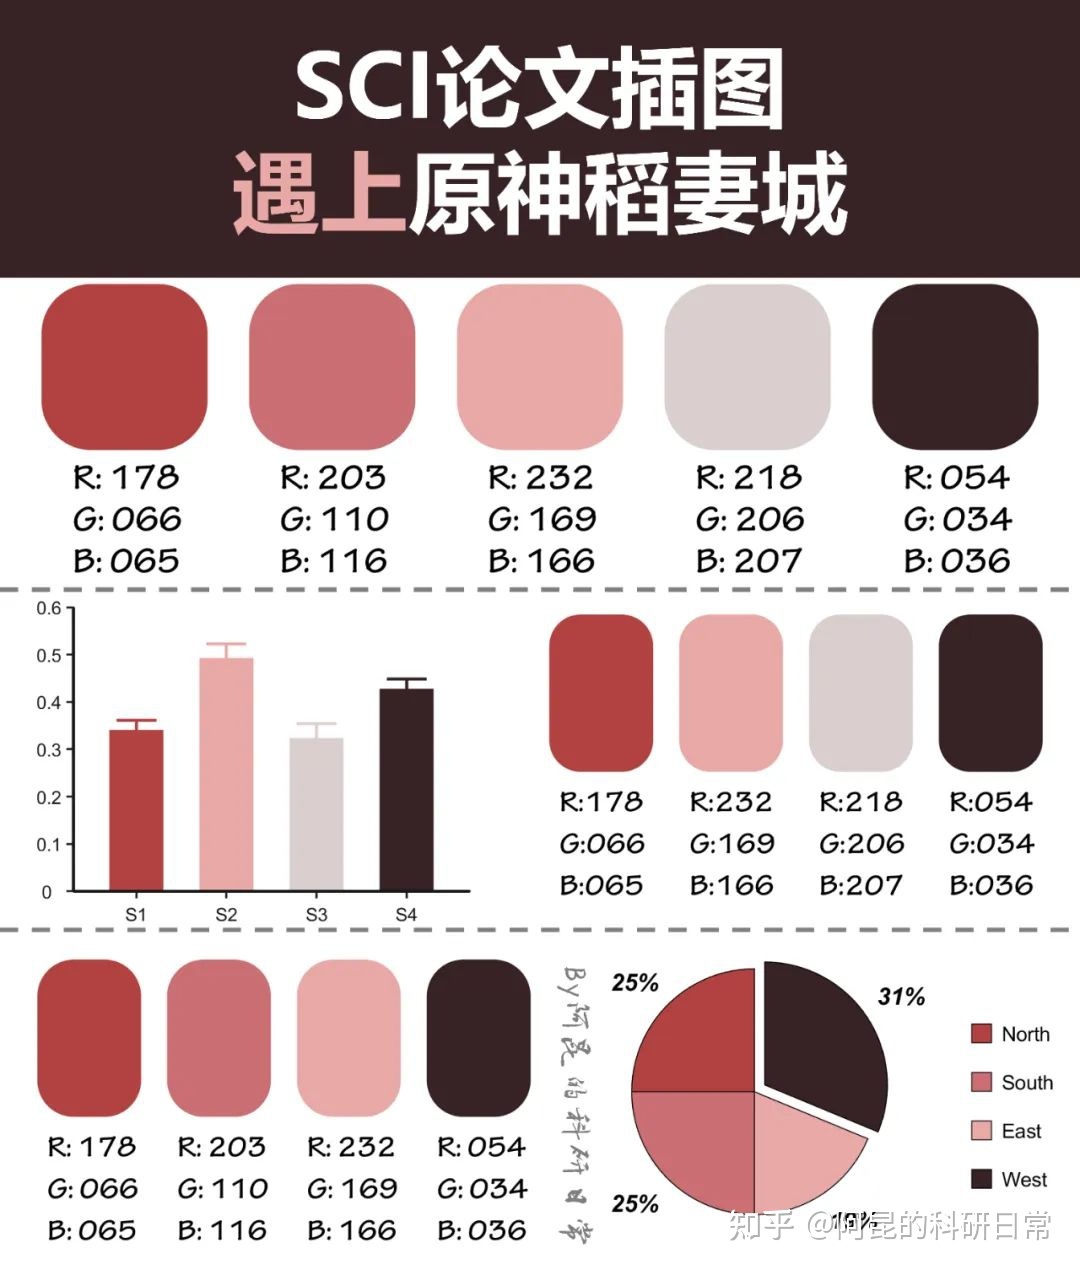 SCI论文插图
遇上原神稻妻城
R: 178
G: 066
B: 065
R: 203
G: 110
B: 116
R: 232
G: 169
B: 166
R: 218
G: 206
B: 207
R: 054
G: 034
B: 036
0.6
0.5
0.4
0.3
0.2
0.1
0
S1
S2
S3
S4
R:178
G:066
B:065
R:232
G:169
B:166
R:218
G:206
B:207
R:054
G:034
B:036
R: 178
G: 066
B: 065
R: 203
G: 110
B: 116
R: 232
G: 169
B: 166
R: 054
G: 034
B: 036
By阿昆的科研日常
25%
31%
25%
North
South
East
West
知乎 @阿昆的科研日常